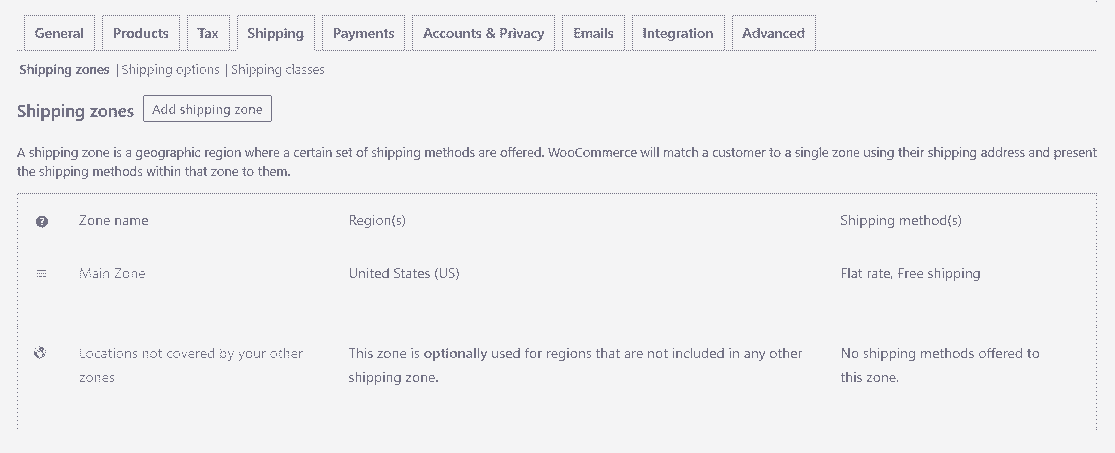 General Products Tax Shipping Payments Accounts & Privacy Emails Integration Advanced
Shipping zones | Shipping options | Shipping classes
Shipping zones Add shipping zone
A shipping zone is a geographic region where a certain set of shipping methods are offered. WooCommerce will match a customer to a single zone using their shipping address and present
the shipping methods within that zone to them.
? Zone name Region(s) Shipping method(s)
Main Zone United States (US) Flat rate, Free shipping
Locations not covered by your other This zone is optionally used for regions that are not included in any other No shipping methods offered to
zones shipping zone. this zone.